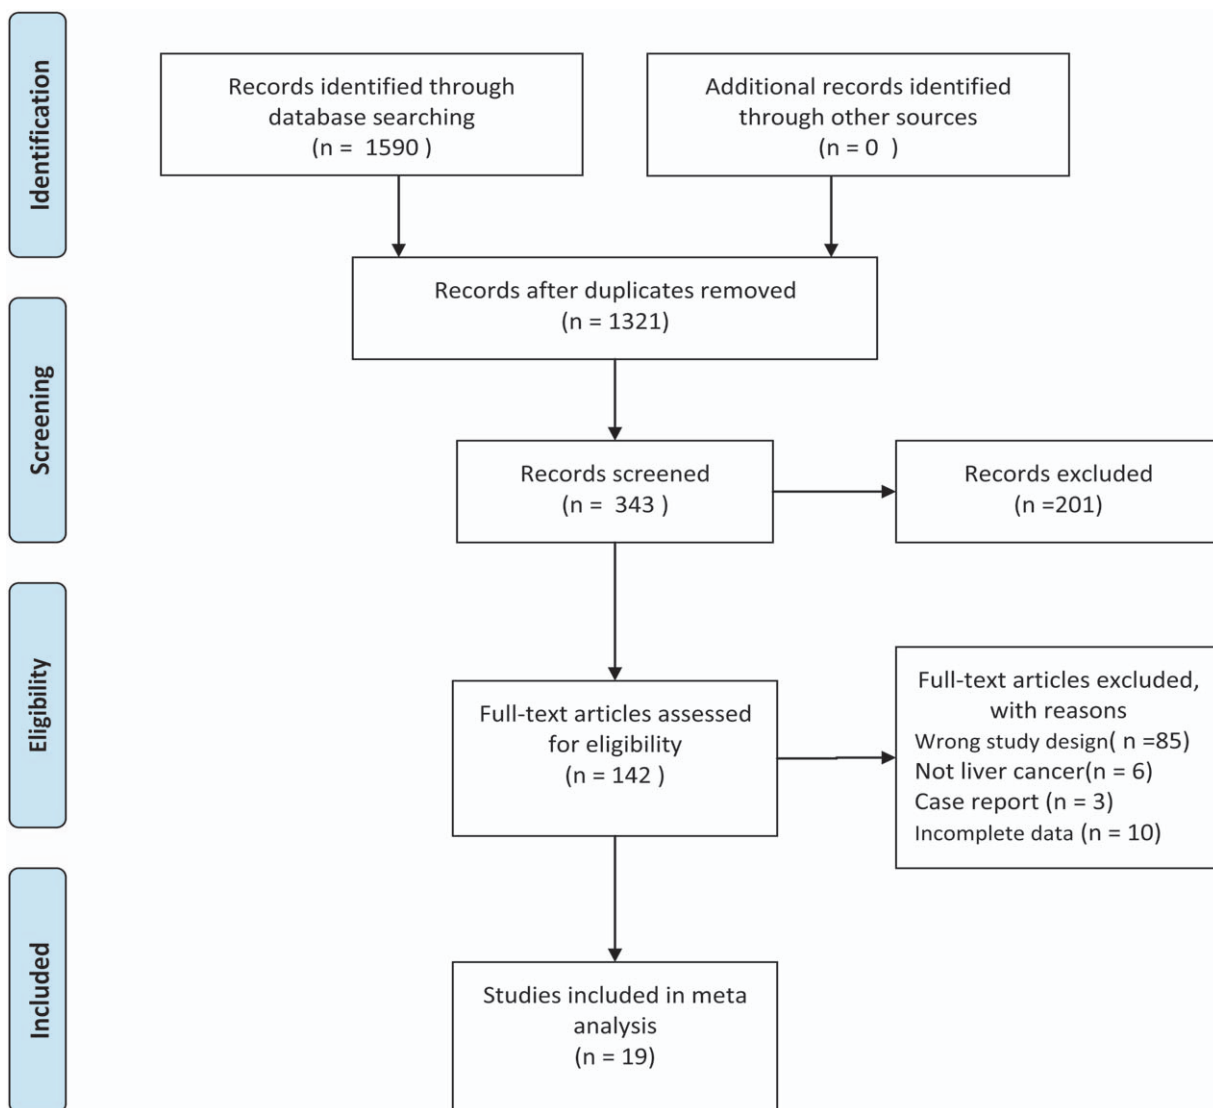 Identification
Records identified through
database searching
(n =  1590 )
Additional records identified
through other sources
(n = 0  )
Records after duplicates removed
(n = 1321)
Screening
Records screened
(n =  343 )
Records excluded
(n =201)
Eligibility
Full-text articles assessed
for eligibility
(n = 142 )
Full-text articles excluded,
with reasons
Wrong study design( n =85)
Not liver cancer(n = 6)
Case report (n = 3)
Incomplete data (n = 10)
Included
Studies included in meta
analysis
(n = 19)